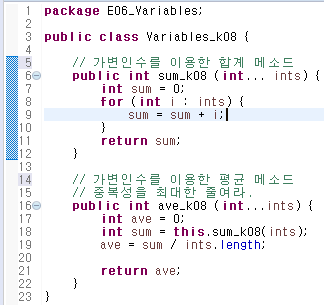 1 package E06_Variables;
2
3 public class Variables_k08 {
4
5 // 가변인수를 이용한 합계 메소드
6 public int sum_k08 (int... ints) {
7 int sum = 0;
8 for (int i : ints) {
9 sum = sum + i;
10 }
11 return sum;
12 }
13
14 // 가변인수를 이용한 평균 메소드
15 // 중복성을 최대한 줄여라.
16 public int ave_k08 (int...ints) {
17 int ave = 0;
18 int sum = this.sum_k08(ints);
19 ave = sum / ints.length;
20
21 return ave;
22 }
23 }